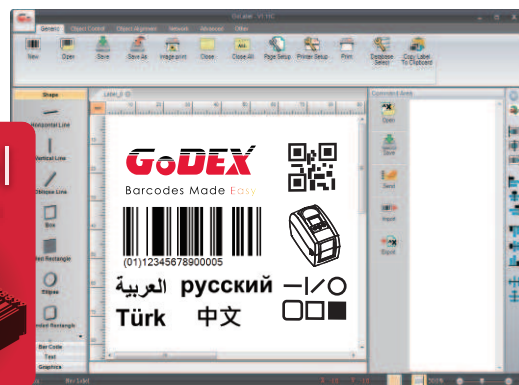 GoLabel
Generic Object Control Object Alignment Network Advanced Other
New Open Save Save As Image print Close Close All Page Setup Printer Setup Print Database Select Copy Label To Clipboard
Shape
Label_0
Command Area
Horizontal Line
Vertical Line
Oblique Line
Box
Ellipse
Bar Code
Text
Graphics
Open
Save
Send
Import
Export
GoDEX
Barcodes Made Easy
(01)12345678900005
العربية русский
Türk 中文